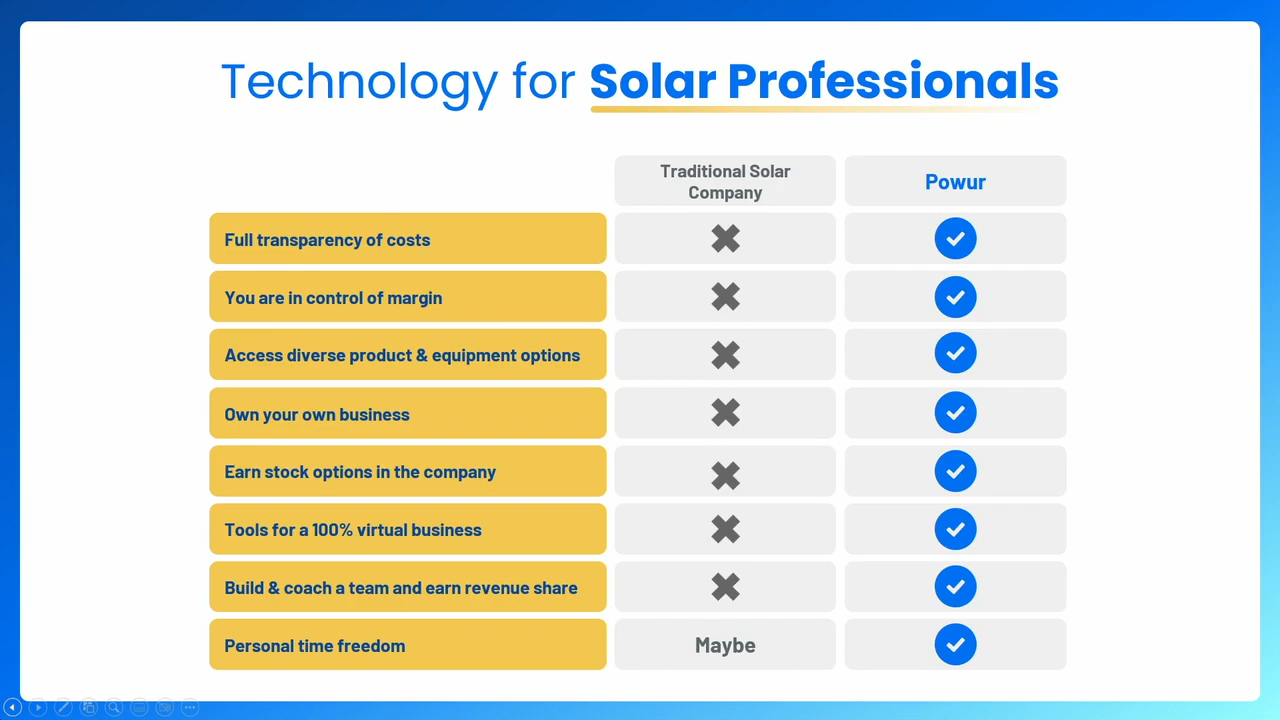 Technology for Solar Professionals
Traditional Solar
Company
Powur
Full transparency of costs
You are in control of margin
Access diverse product & equipment options
Own your own business
Earn stock options in the company
Tools for a 100% virtual business
Build & coach a team and earn revenue share
Personal time freedom
Maybe